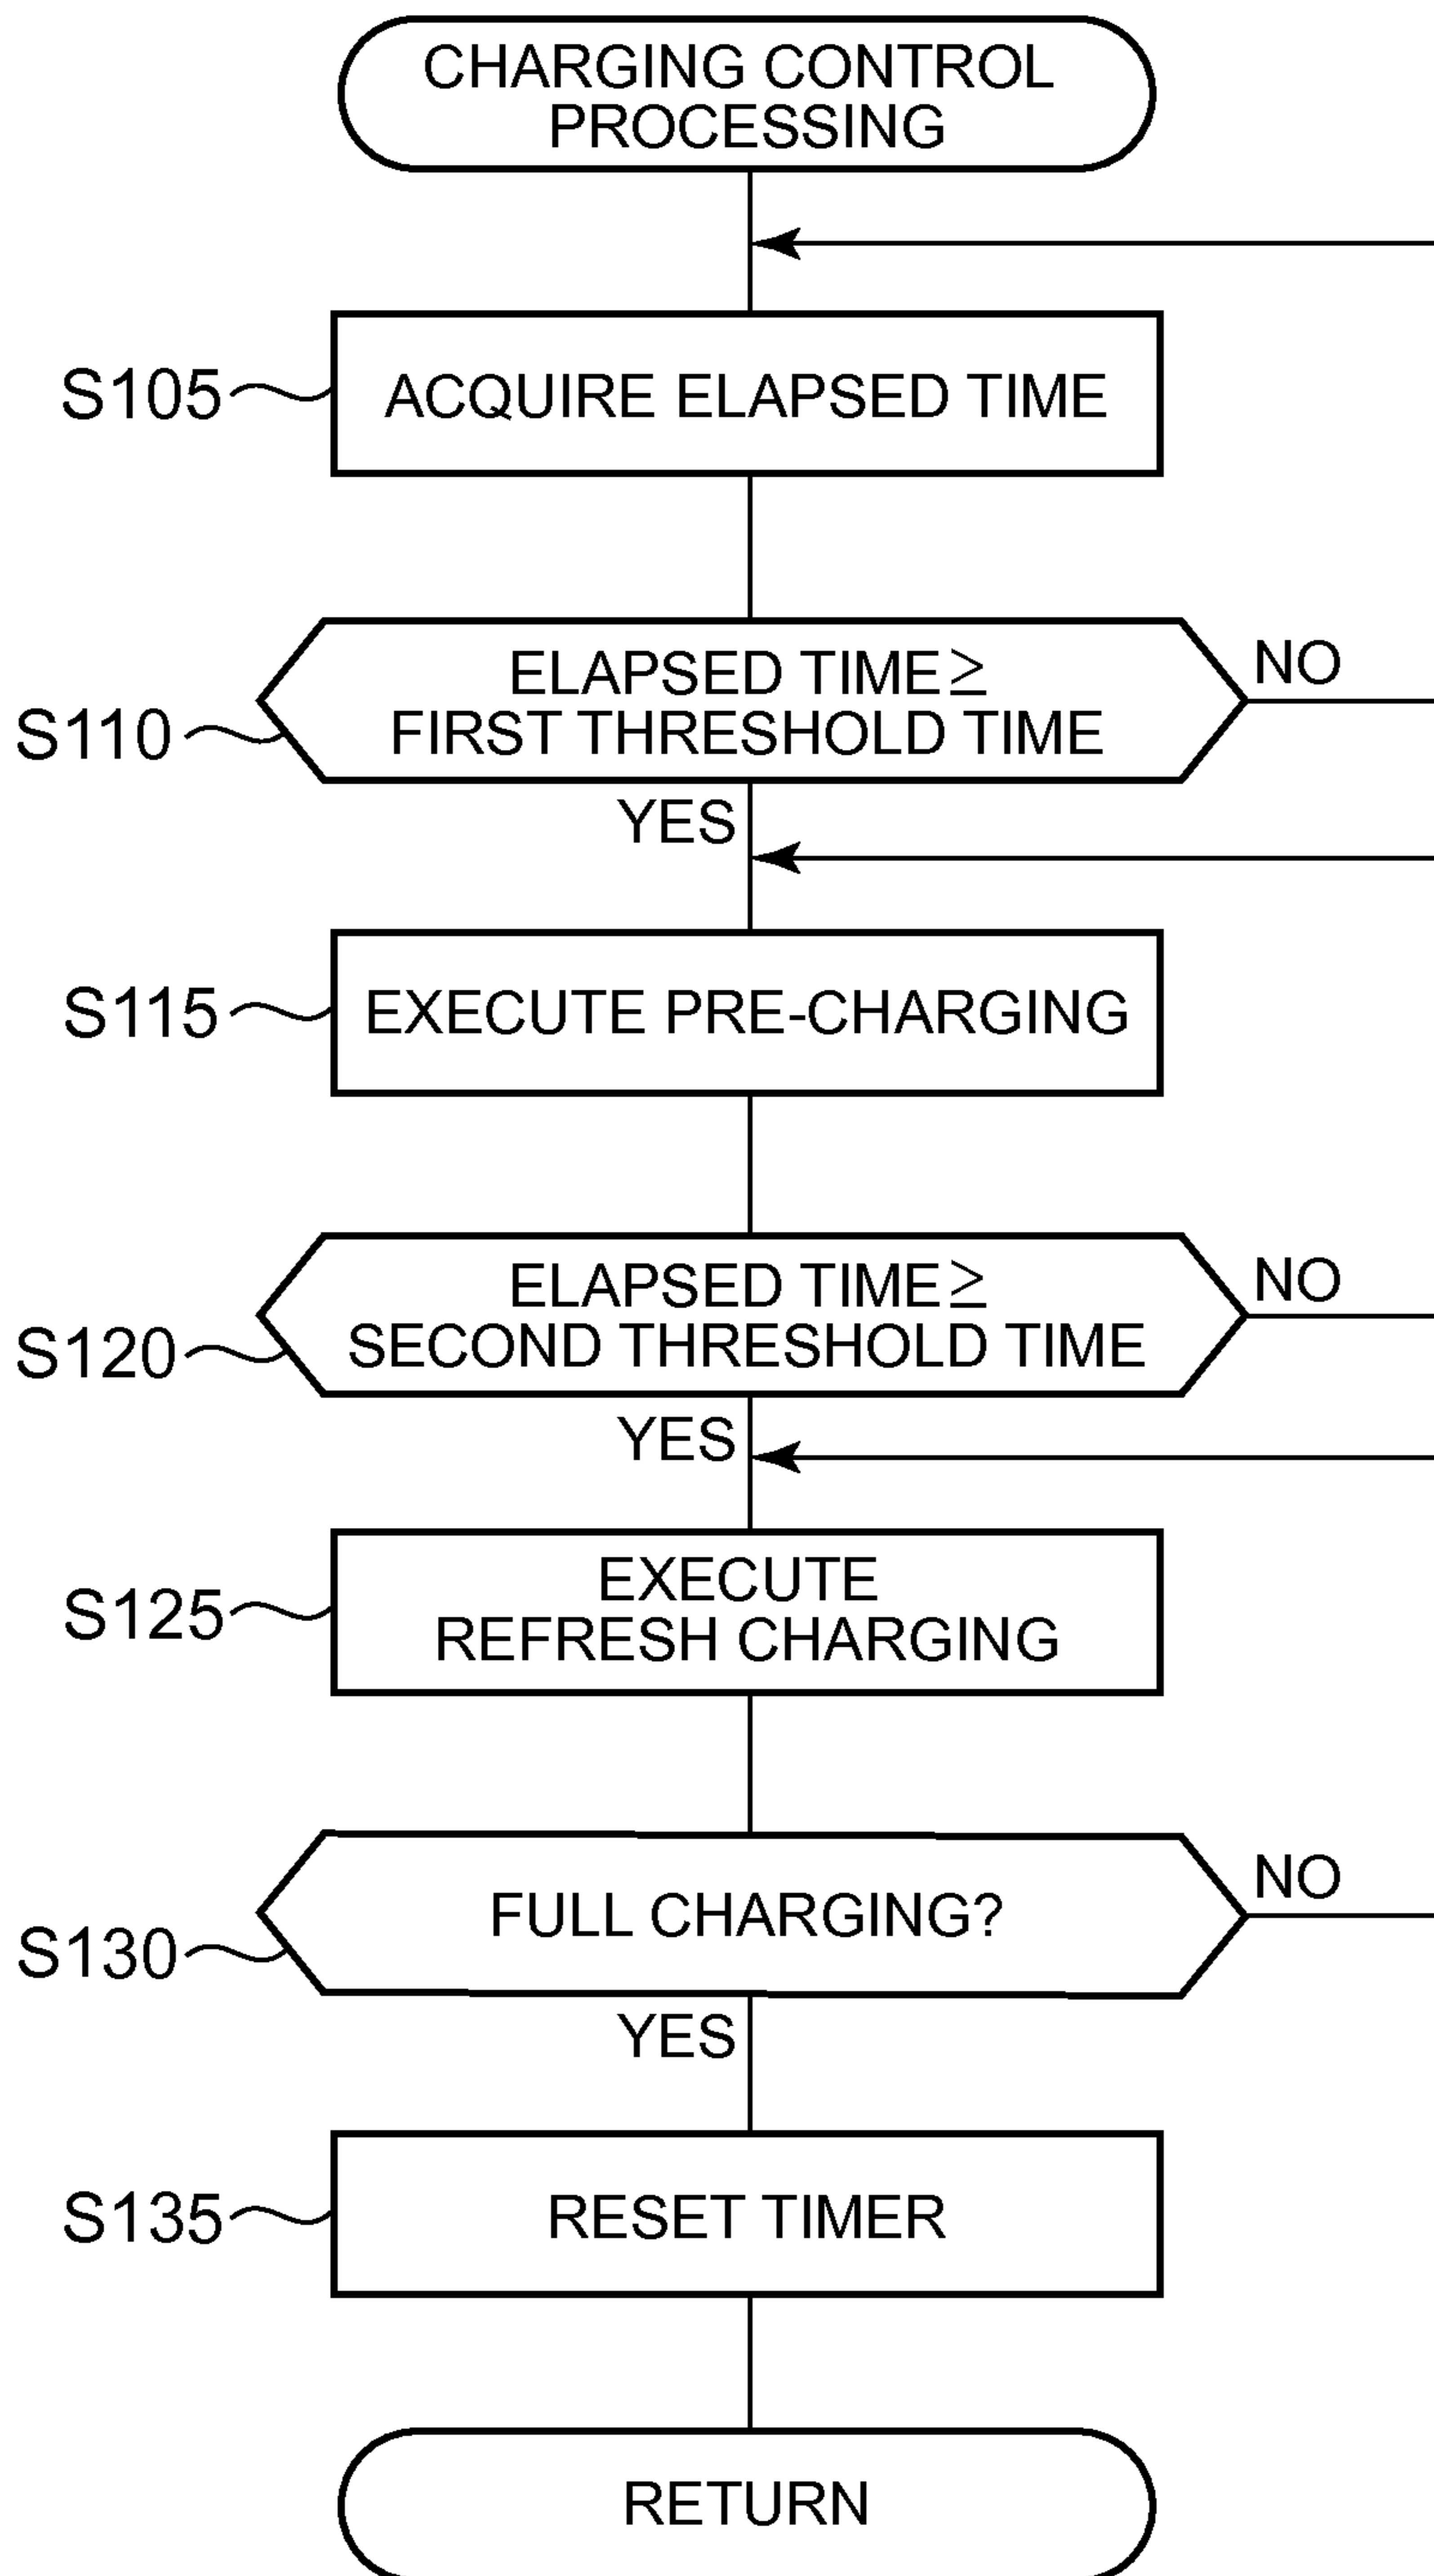 CHARGING CONTROL
PROCESSING
S105
ACQUIRE ELAPSED TIME
S110
ELAPSED TIME ≥
FIRST THRESHOLD TIME
NO
YES
S115
EXECUTE PRE-CHARGING
S120
ELAPSED TIME ≥
SECOND THRESHOLD TIME
NO
YES
S125
EXECUTE
REFRESH CHARGING
S130
FULL CHARGING?
NO
YES
S135
RESET TIMER
RETURN